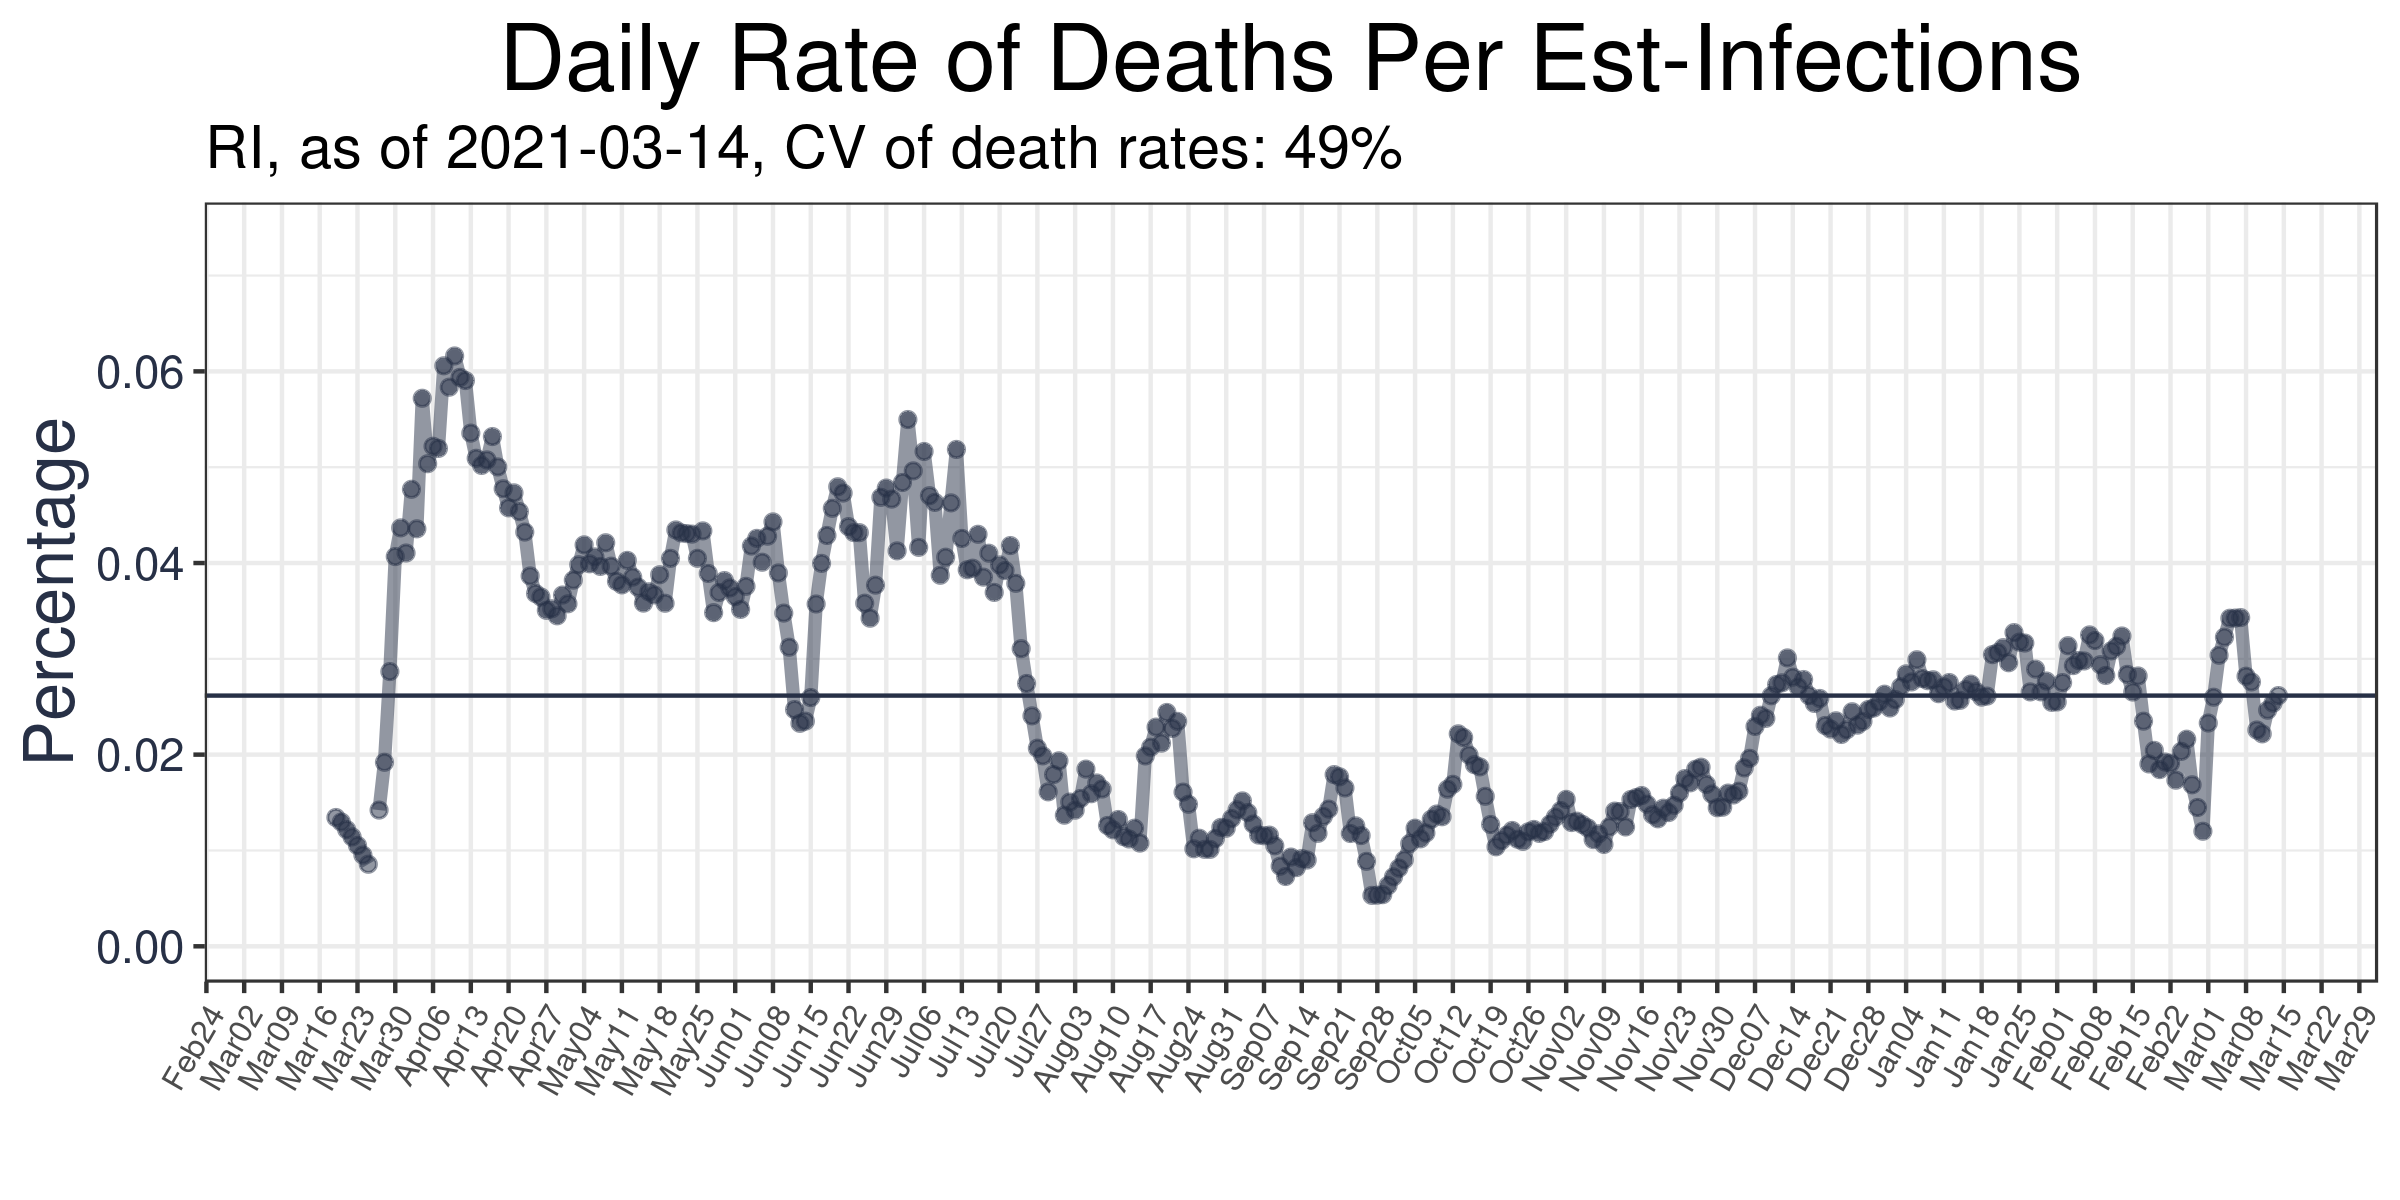 Daily Rate of Deaths Per Est-Infections
RI, as of 2021-03-14, CV of death rates: 49%
Percentage
0.06
0.04
0.02
0.00
Feb24
Mar02
Mar09
Mar16
Mar23
Mar30
Apr06
Apr13
Apr20
Apr27
May04
May11
May18
May25
Jun01
Jun08
Jun15
Jun22
Jun29
Jul06
Jul13
Jul20
Jul27
Aug03
Aug10
Aug17
Aug24
Aug31
Sep07
Sep14
Sep21
Sep28
Oct05
Oct12
Oct19
Oct26
Nov02
Nov09
Nov16
Nov23
Nov30
Dec07
Dec14
Dec21
Dec28
Jan04
Jan11
Jan18
Jan25
Feb01
Feb08
Feb15
Feb22
Mar01
Mar08
Mar15
Mar22
Mar29